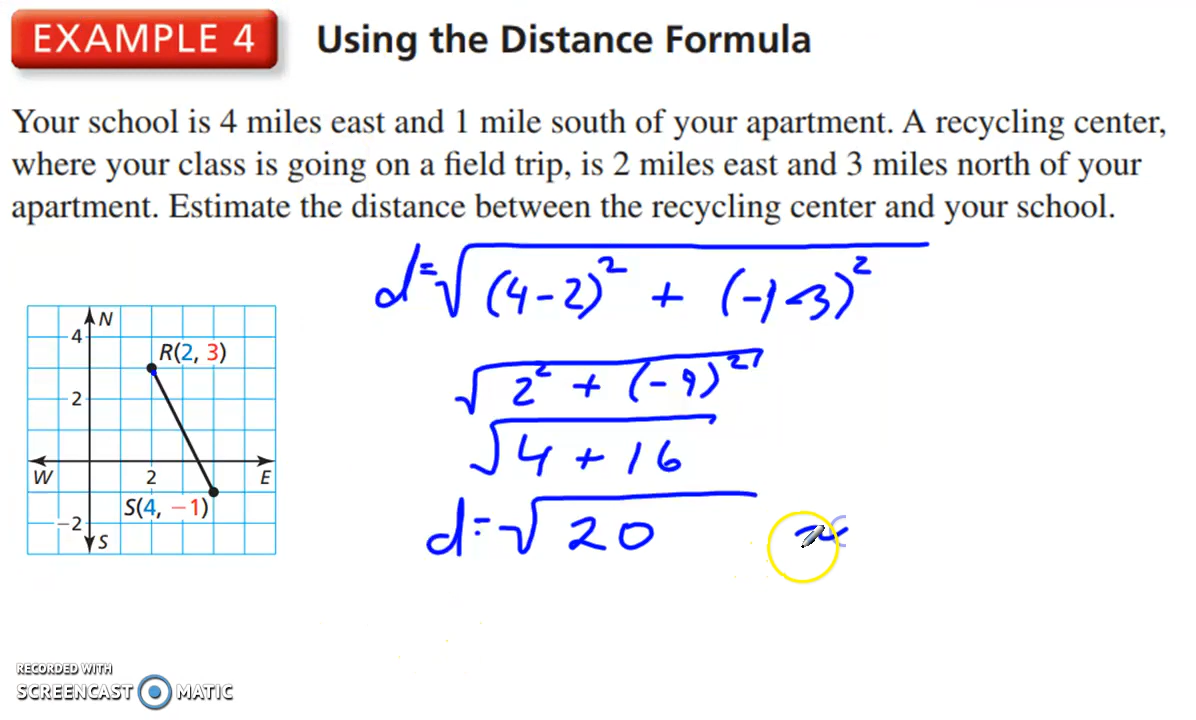 EXAMPLE 4 Using the Distance Formula
Your school is 4 miles east and 1 mile south of your apartment. A recycling center,
where your class is going on a field trip, is 2 miles east and 3 miles north of your
apartment. Estimate the distance between the recycling center and your school.
d=√(4-2)² + (-1-3)²
√2² + (-4)²
√4 + 16
d=√20 ≈
N
4
R(2, 3)
2
W
2
E
S(4, −1)
−2
S
RECORDED WITH
SCREENCAST MATIC